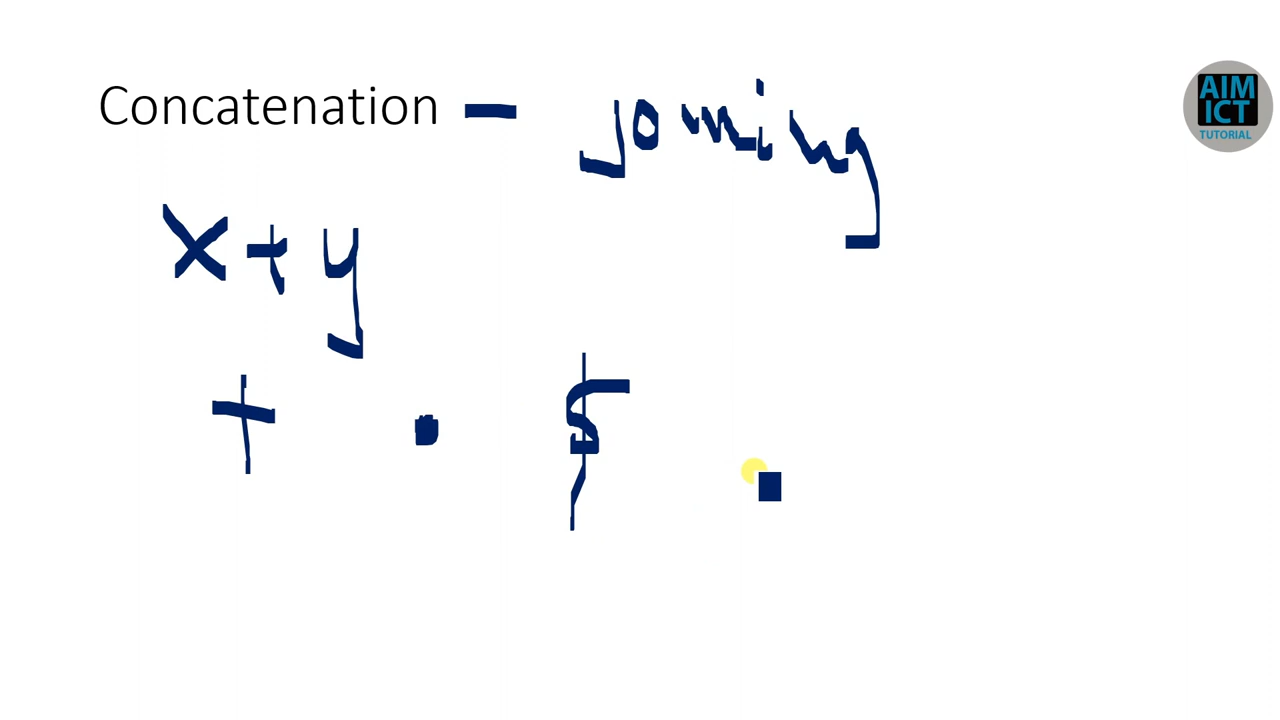 Concatenation - joining
AIM
ICT
TUTORIAL
x+y
+ . $ .